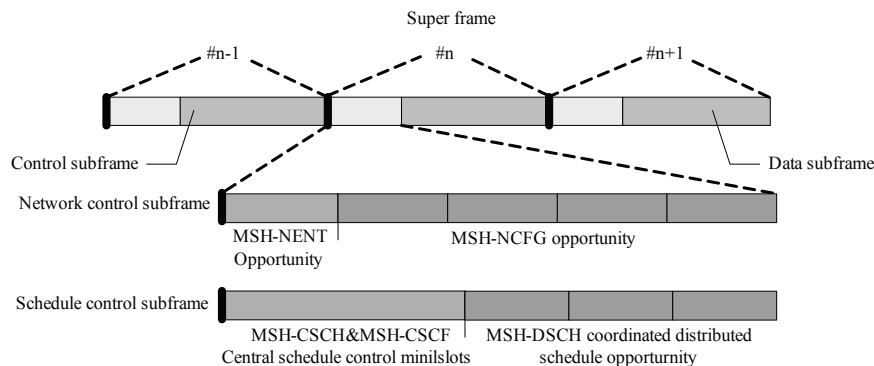 Super frame
#n-1
#n
#n+1
Control subframe
Data subframe
Network control subframe
MSH-NENT
Opportunity
MSH-NCFG opportunity
Schedule control subframe
MSH-CSCH&MSH-CSCF
Central schedule control minilslots
MSH-DSCH coordinated distributed
schedule opporturnity